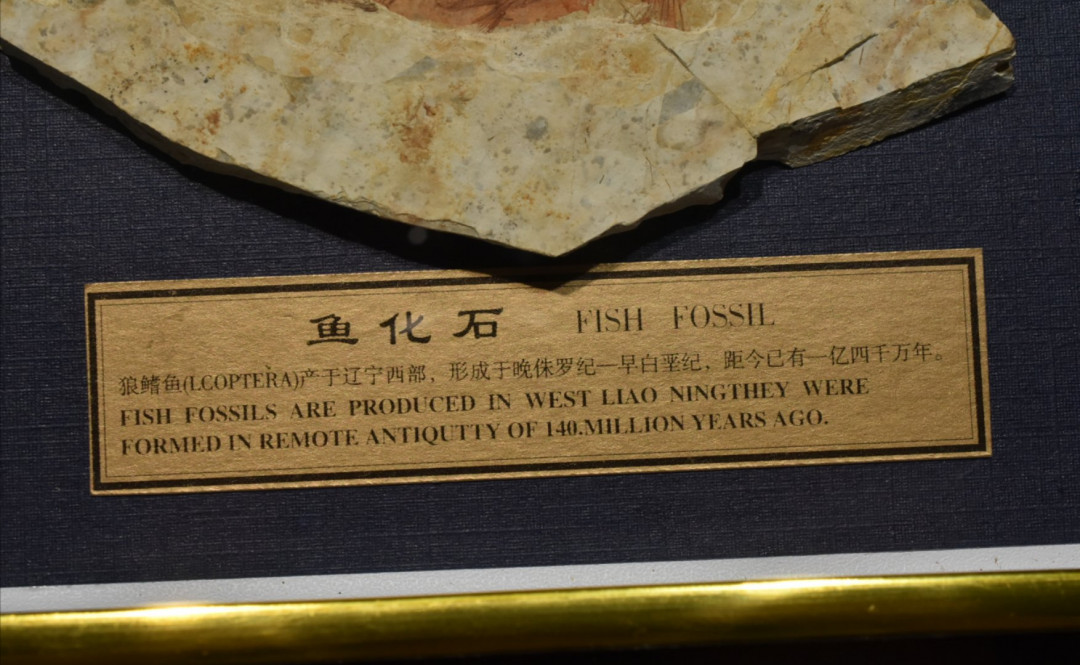 鱼化石 FISH FOSSIL
狼鳍鱼(LCOPTERA)产于辽宁西部，形成于晚侏罗纪—早白垩纪，距今已有一亿四千万年。
FISH FOSSILS ARE PRODUCED IN WEST LIAO NINGTHEY WERE
FORMED IN REMOTE ANTIQUTTY OF 140.MILLION YEARS AGO.